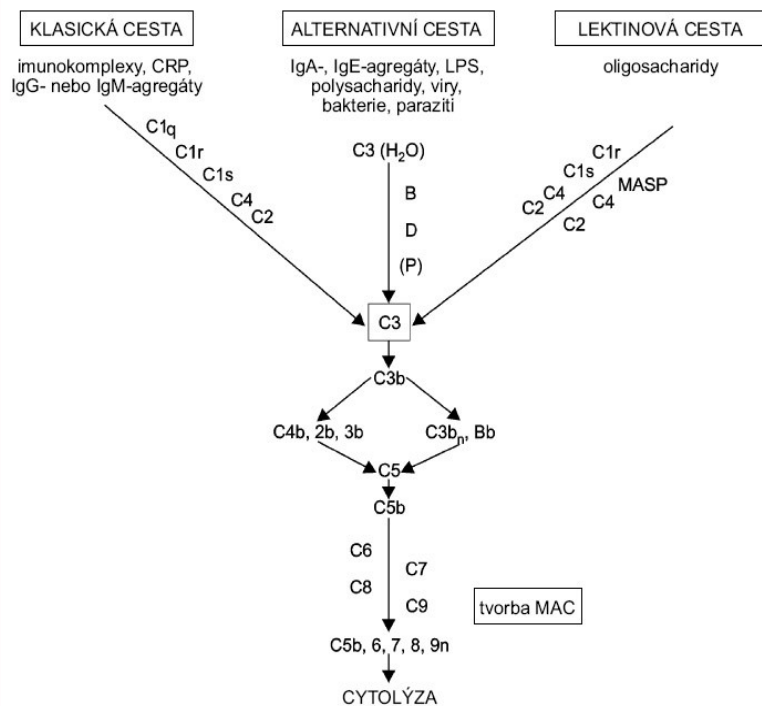 KLASICKÁ CESTA
imunokomplexy, CRP,
IgG- nebo IgM-agregáty
C1q
C1r
C1s
C4
C2
ALTERNATIVNÍ CESTA
IgA-, IgE-agregáty, LPS,
polysacharidy, viry,
bakterie, paraziti
C3 (H₂O)
B
D
(P)
LEKTINOVÁ CESTA
oligosacharidy
C1r
C1s
MASP
C4
C4
C2
C2
C3
C3b
C4b, 2b, 3b
C3bₙ, Bb
C5
C5b
C6
C7
C8
C9
tvorba MAC
C5b, 6, 7, 8, 9n
CYTOLÝZA